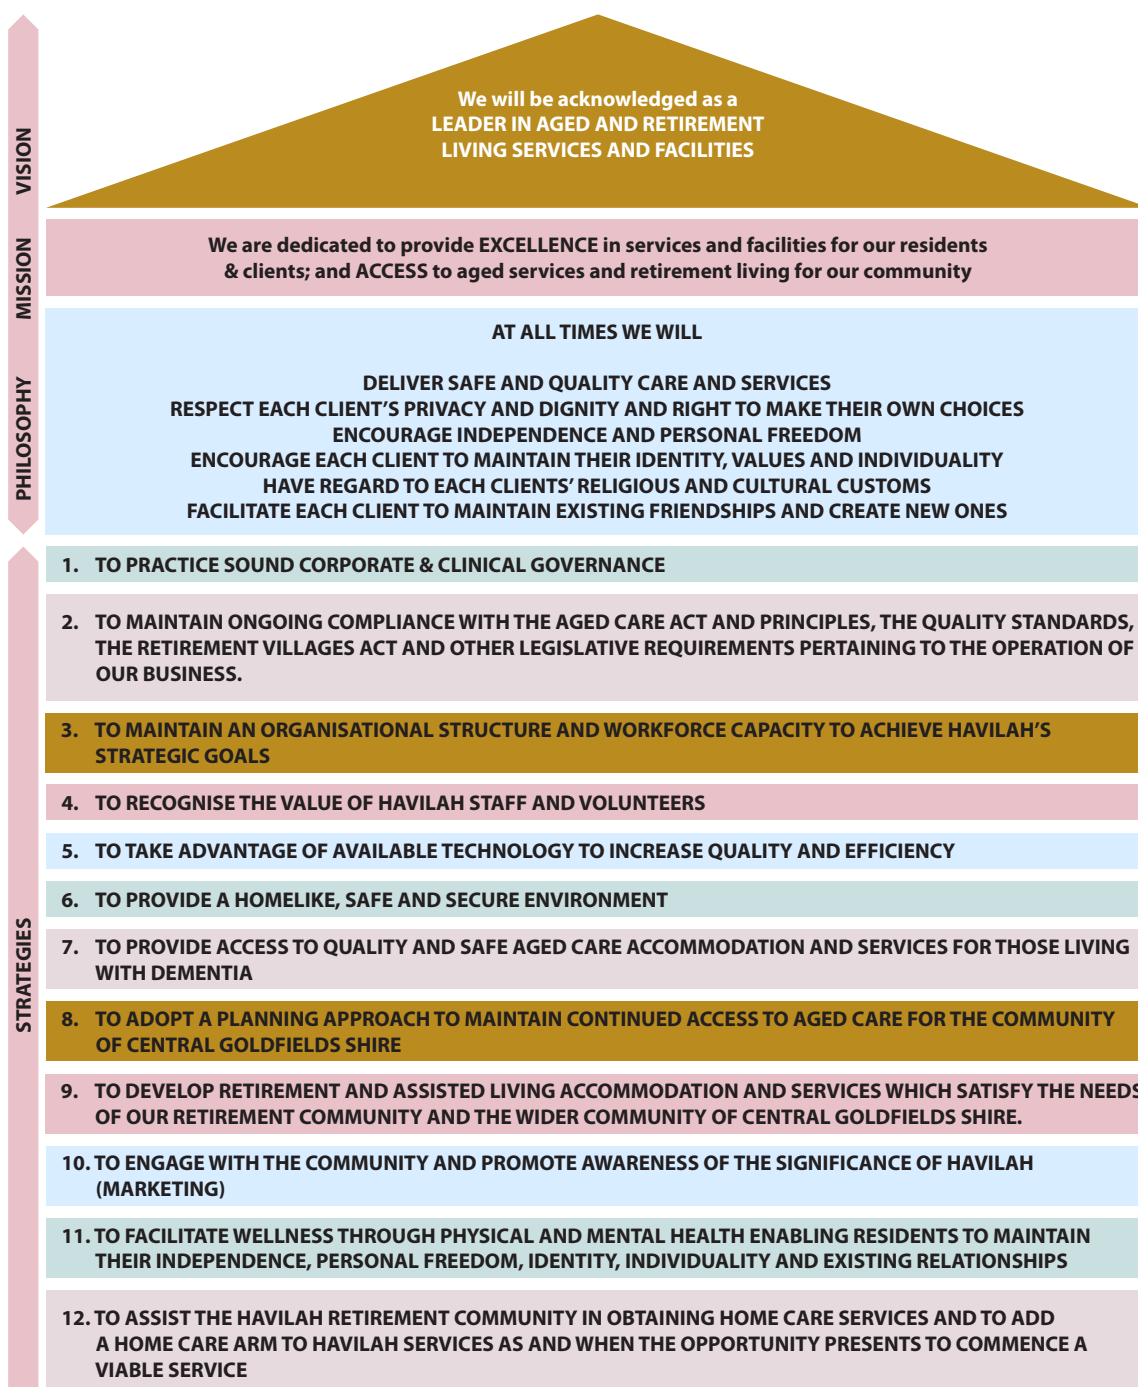 VISION
We will be acknowledged as a
LEADER IN AGED AND RETIREMENT
LIVING SERVICES AND FACILITIES
MISSION
We are dedicated to provide EXCELLENCE in services and facilities for our residents
& clients; and ACCESS to aged services and retirement living for our community
PHILOSOPHY
AT ALL TIMES WE WILL
DELIVER SAFE AND QUALITY CARE AND SERVICES
RESPECT EACH CLIENT'S PRIVACY AND DIGNITY AND RIGHT TO MAKE THEIR OWN CHOICES
ENCOURAGE INDEPENDENCE AND PERSONAL FREEDOM
ENCOURAGE EACH CLIENT TO MAINTAIN THEIR IDENTITY, VALUES AND INDIVIDUALITY
HAVE REGARD TO EACH CLIENTS' RELIGIOUS AND CULTURAL CUSTOMS
FACILITATE EACH CLIENT TO MAINTAIN EXISTING FRIENDSHIPS AND CREATE NEW ONES
STRATEGIES
1. TO PRACTICE SOUND CORPORATE & CLINICAL GOVERNANCE
2. TO MAINTAIN ONGOING COMPLIANCE WITH THE AGED CARE ACT AND PRINCIPLES, THE QUALITY STANDARDS,
THE RETIREMENT VILLAGES ACT AND OTHER LEGISLATIVE REQUIREMENTS PERTAINING TO THE OPERATION OF
OUR BUSINESS.
3. TO MAINTAIN AN ORGANISATIONAL STRUCTURE AND WORKFORCE CAPACITY TO ACHIEVE HAVILAH'S
STRATEGIC GOALS
4. TO RECOGNISE THE VALUE OF HAVILAH STAFF AND VOLUNTEERS
5. TO TAKE ADVANTAGE OF AVAILABLE TECHNOLOGY TO INCREASE QUALITY AND EFFICIENCY
6. TO PROVIDE A HOMELIKE, SAFE AND SECURE ENVIRONMENT
7. TO PROVIDE ACCESS TO QUALITY AND SAFE AGED CARE ACCOMMODATION AND SERVICES FOR THOSE LIVING
WITH DEMENTIA
8. TO ADOPT A PLANNING APPROACH TO MAINTAIN CONTINUED ACCESS TO AGED CARE FOR THE COMMUNITY
OF CENTRAL GOLDFIELDS SHIRE
9. TO DEVELOP RETIREMENT AND ASSISTED LIVING ACCOMMODATION AND SERVICES WHICH SATISFY THE NEEDS
OF OUR RETIREMENT COMMUNITY AND THE WIDER COMMUNITY OF CENTRAL GOLDFIELDS SHIRE.
10. TO ENGAGE WITH THE COMMUNITY AND PROMOTE AWARENESS OF THE SIGNIFICANCE OF HAVILAH
(MARKETING)
11. TO FACILITATE WELLNESS THROUGH PHYSICAL AND MENTAL HEALTH ENABLING RESIDENTS TO MAINTAIN
THEIR INDEPENDENCE, PERSONAL FREEDOM, IDENTITY, INDIVIDUALITY AND EXISTING RELATIONSHIPS
12. TO ASSIST THE HAVILAH RETIREMENT COMMUNITY IN OBTAINING HOME CARE SERVICES AND TO ADD
A HOME CARE ARM TO HAVILAH SERVICES AS AND WHEN THE OPPORTUNITY PRESENTS TO COMMENCE A
VIABLE SERVICE